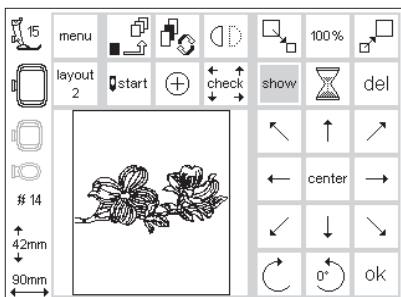 15
menu
100%
layout
2
start
check
show
del
# 14
center
42mm
90mm
0°
ok